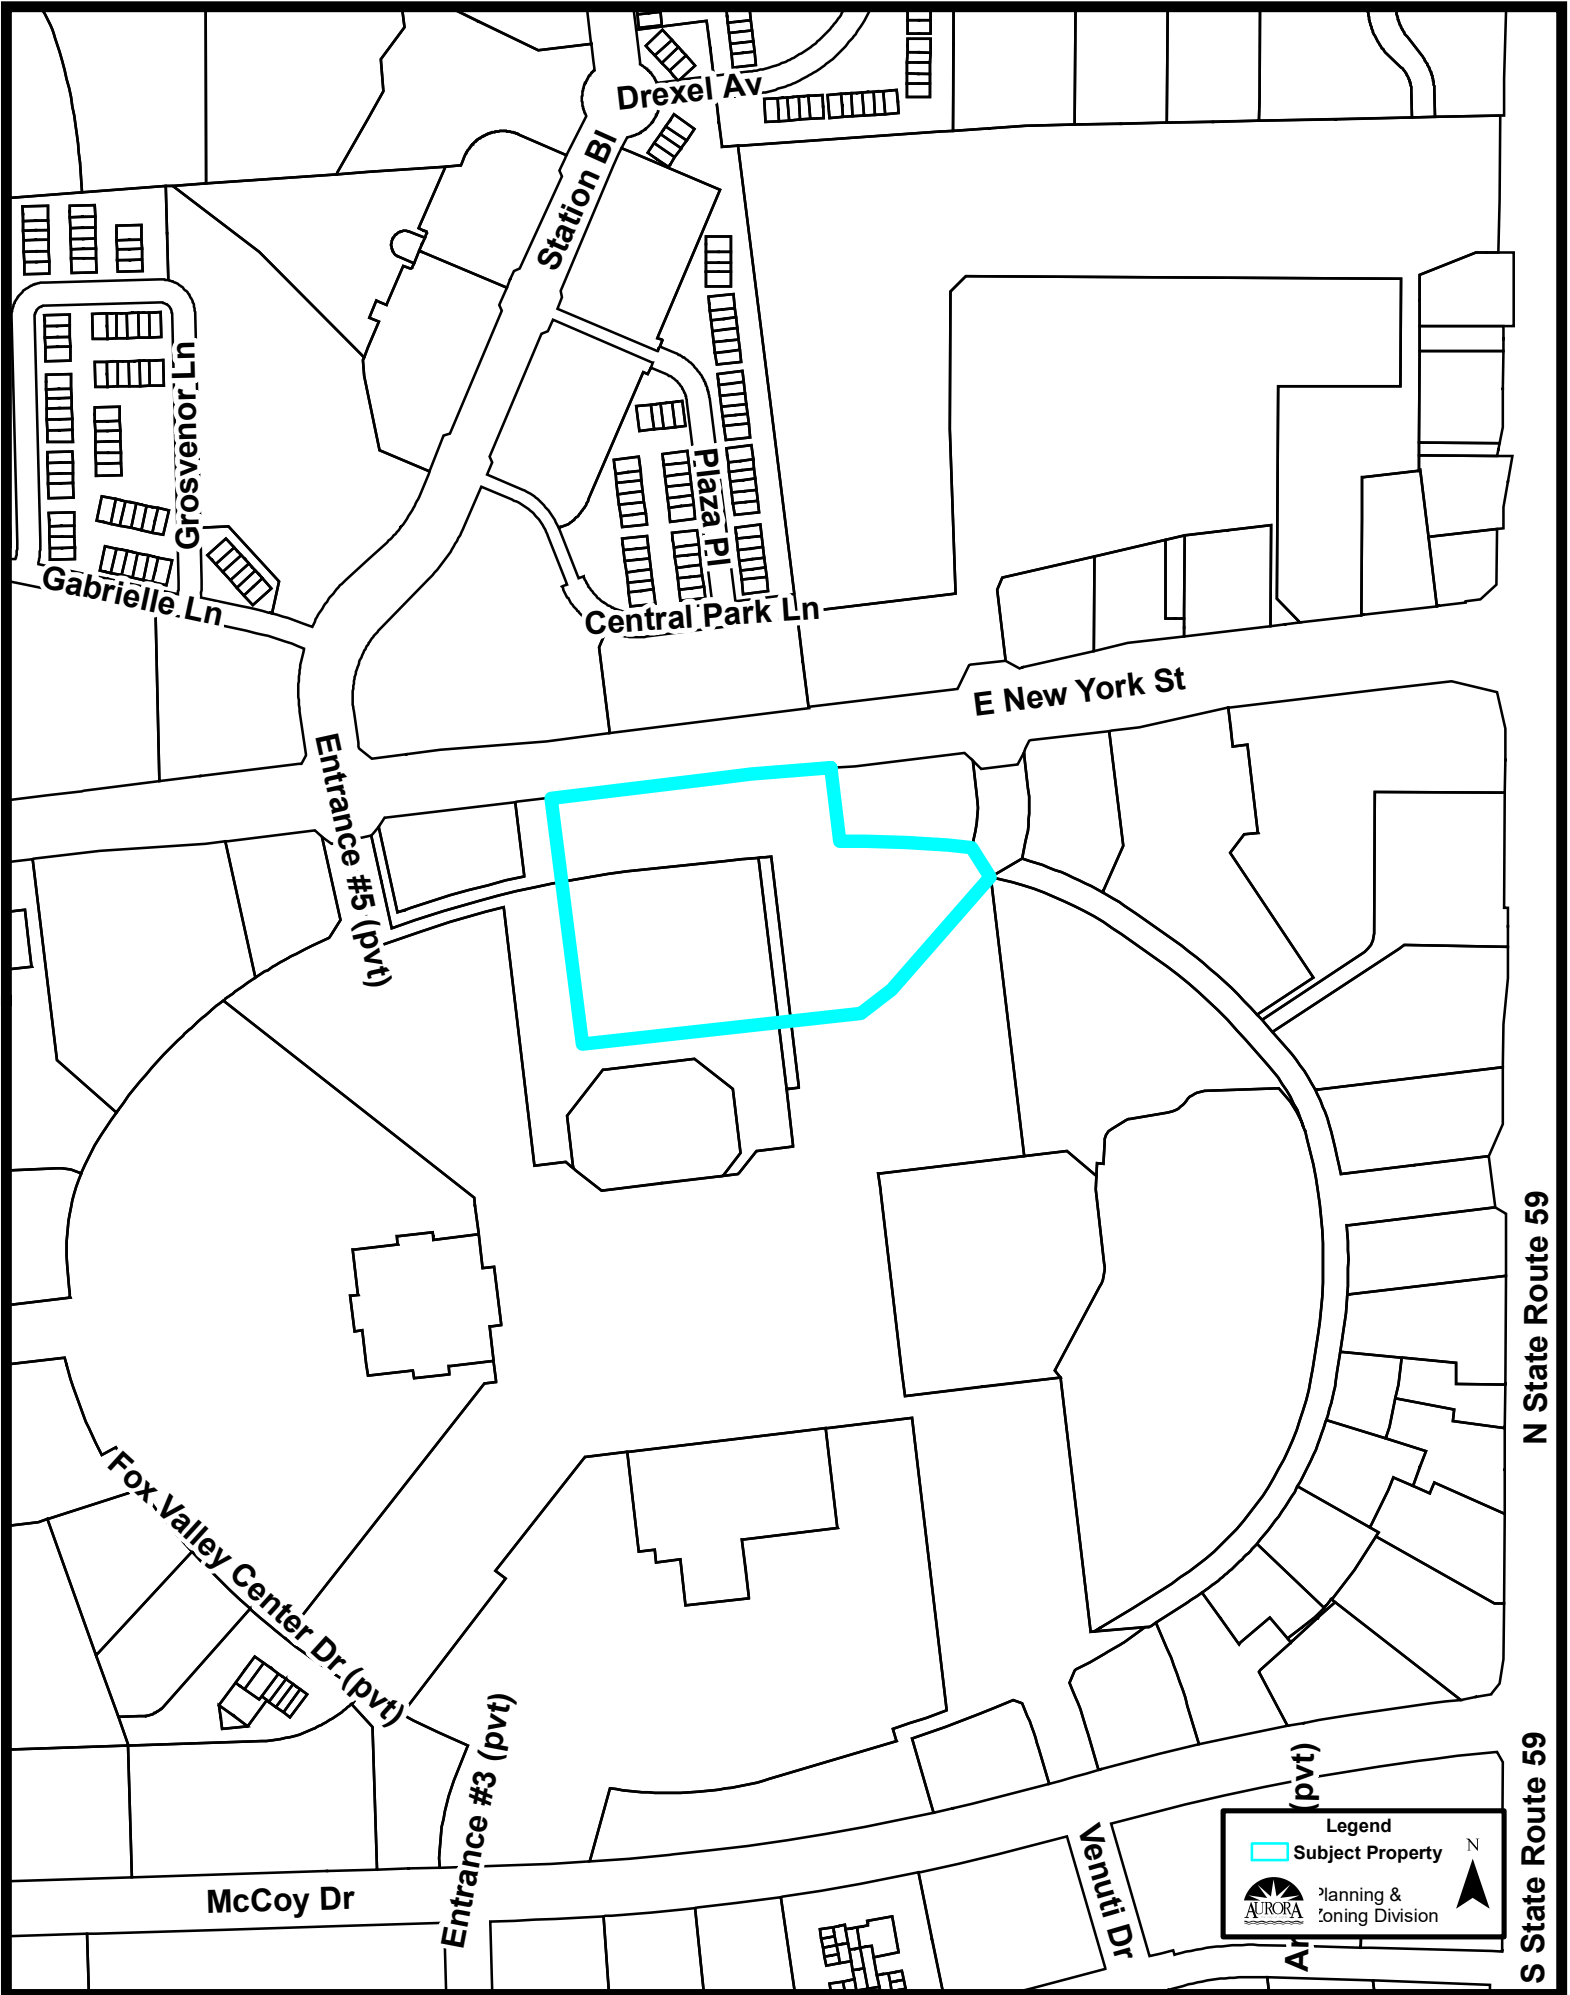 Drexel Av
Station Bl
Grosvenor Ln
Plaza Pl
Gabrielle Ln
Central Park Ln
E New York St
Entrance #5 (pvt)
N State Route 59
Fox Valley Center Dr (pvt)
Entrance #3 (pvt)
McCoy Dr
Venuti Dr
(pvt)
S State Route 59
Legend
Subject Property
N
AURORA
Planning &
Zoning Division